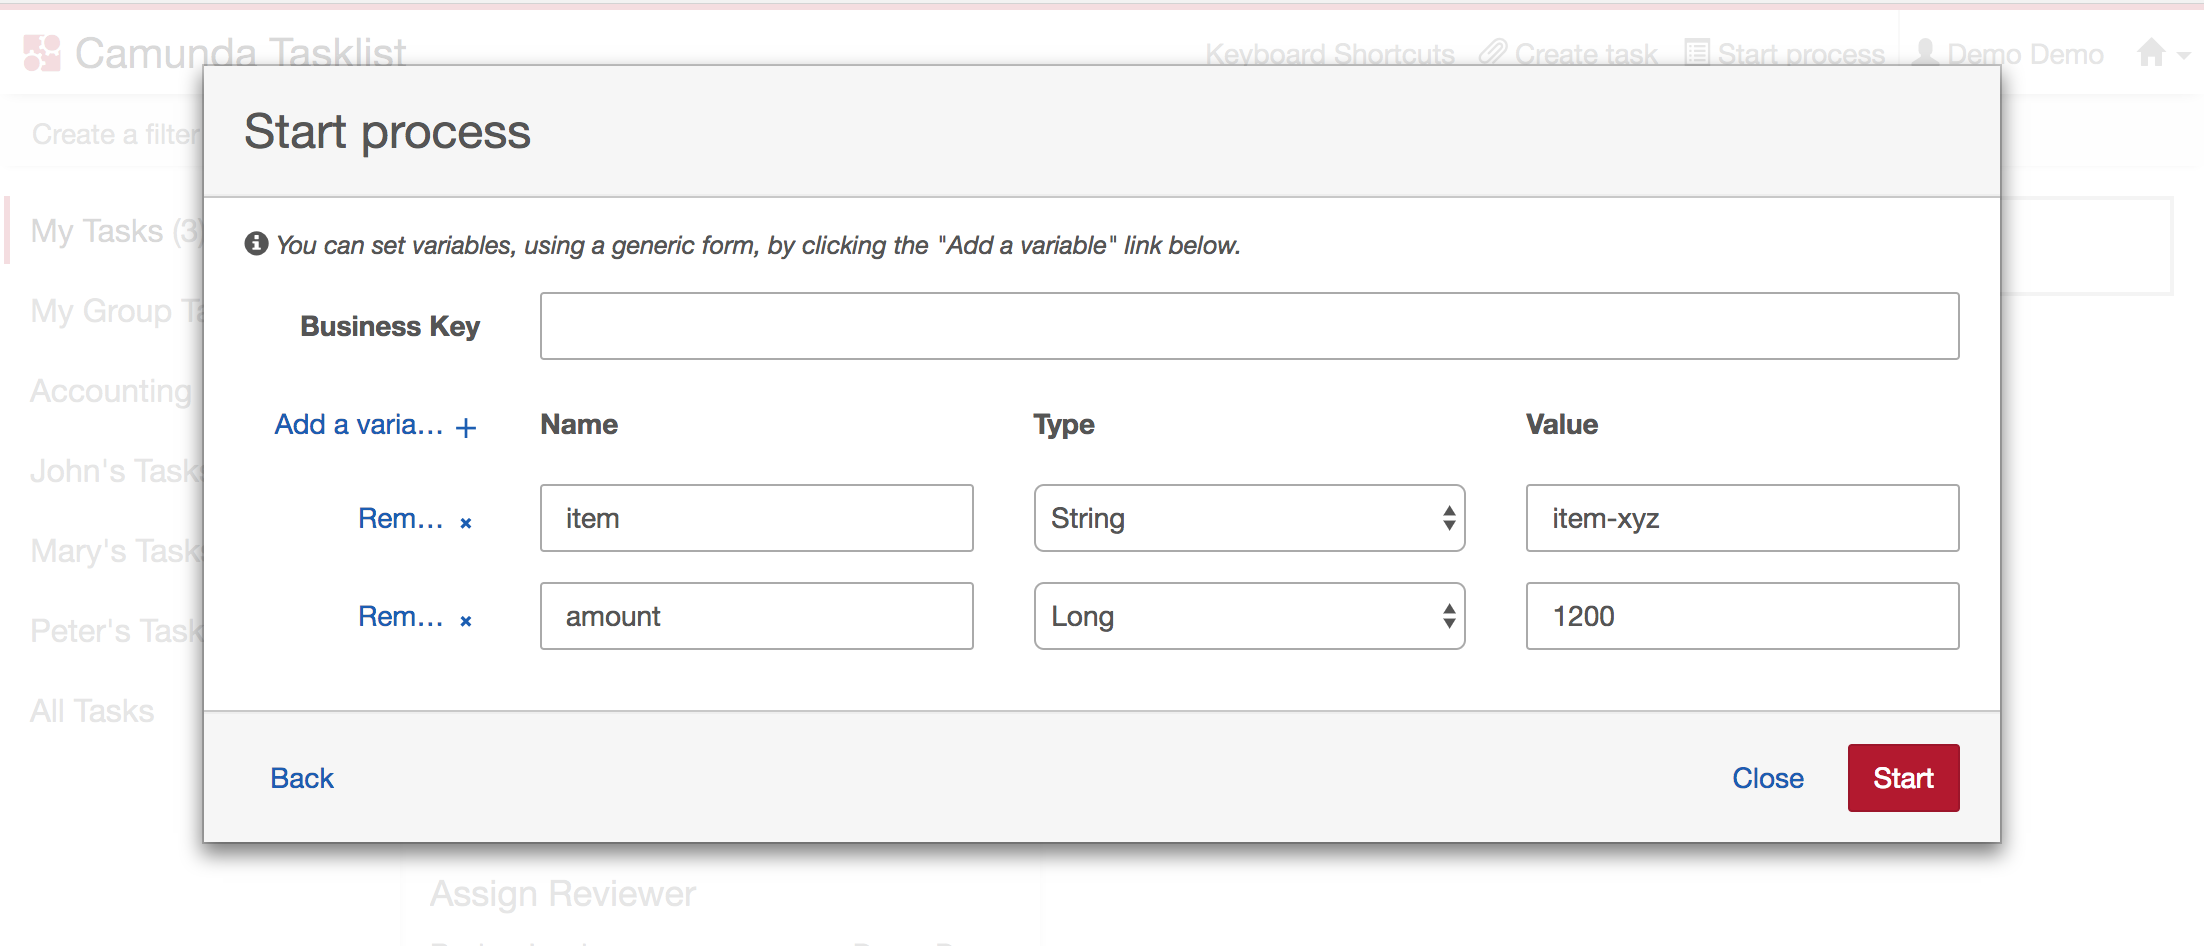 Camunda Tasklist
Keyboard Shortcuts Create task Start process Demo Demo
Create a filter
Start process
My Tasks (3)
My Group
Accounting
John's Tasks
Mary's Tasks
Peter's Task
All Tasks
You can set variables, using a generic form, by clicking the "Add a variable" link below.
Business Key
Add a varia... + Name Type Value
Rem... × item String item-xyz
Rem... × amount Long 1200
Back Close Start
Assign Reviewer